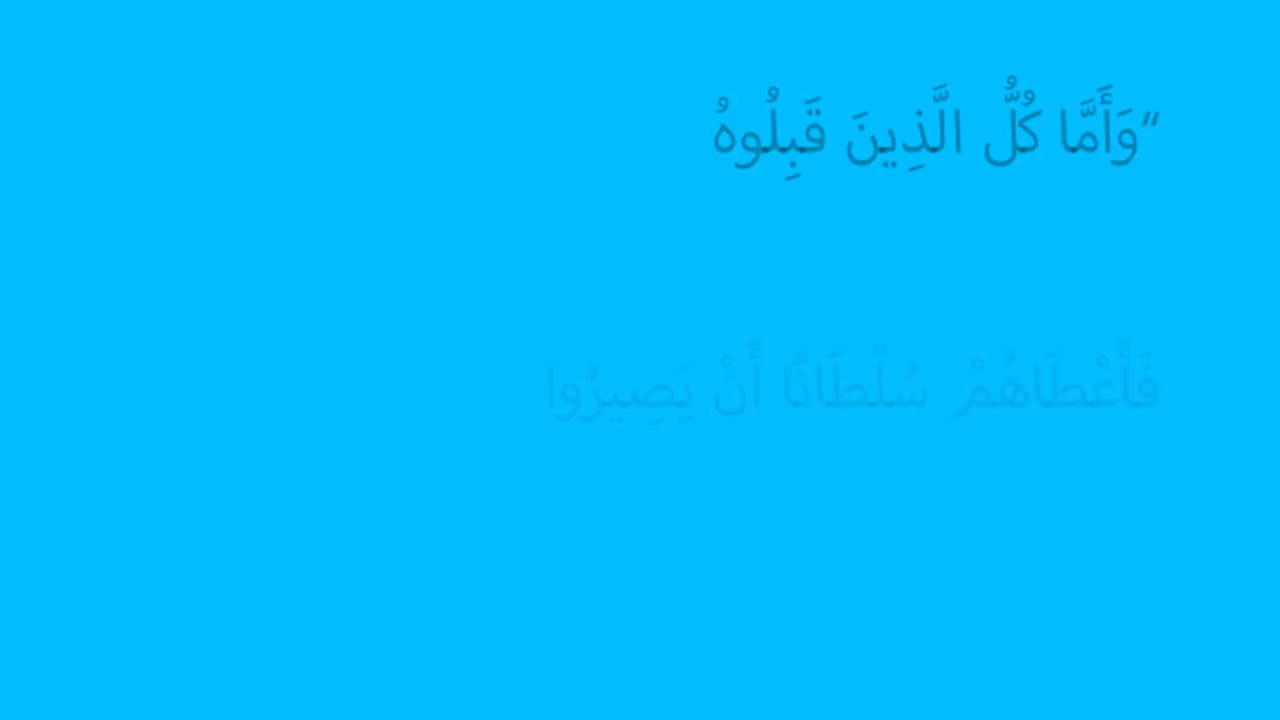 “وَأَمَّا كُلُّ الَّذِينَ قَبِلُوهُ
فَأَعْطَاهُمْ سُلْطَانًا أَنْ يَصِيرُوا